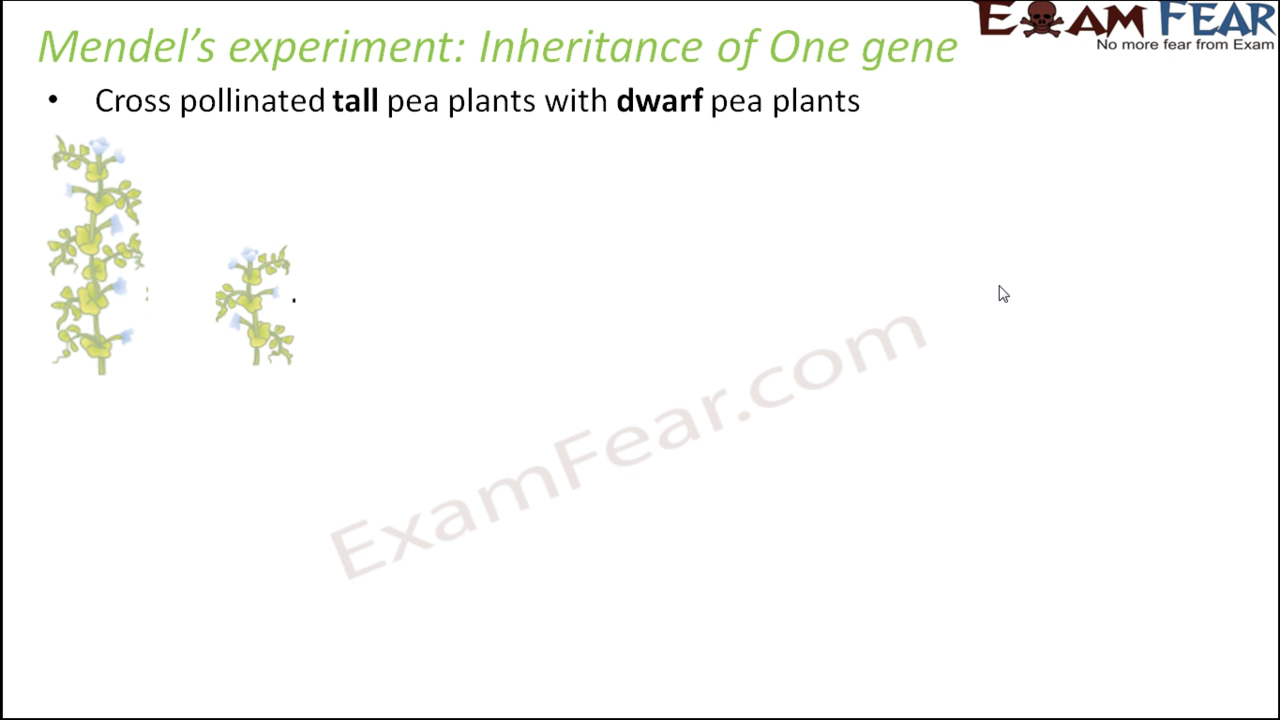 EXAM FEAR
No more fear from Exam
Mendel’s experiment: Inheritance of One gene
• Cross pollinated tall pea plants with dwarf pea plants
ExamFear.com